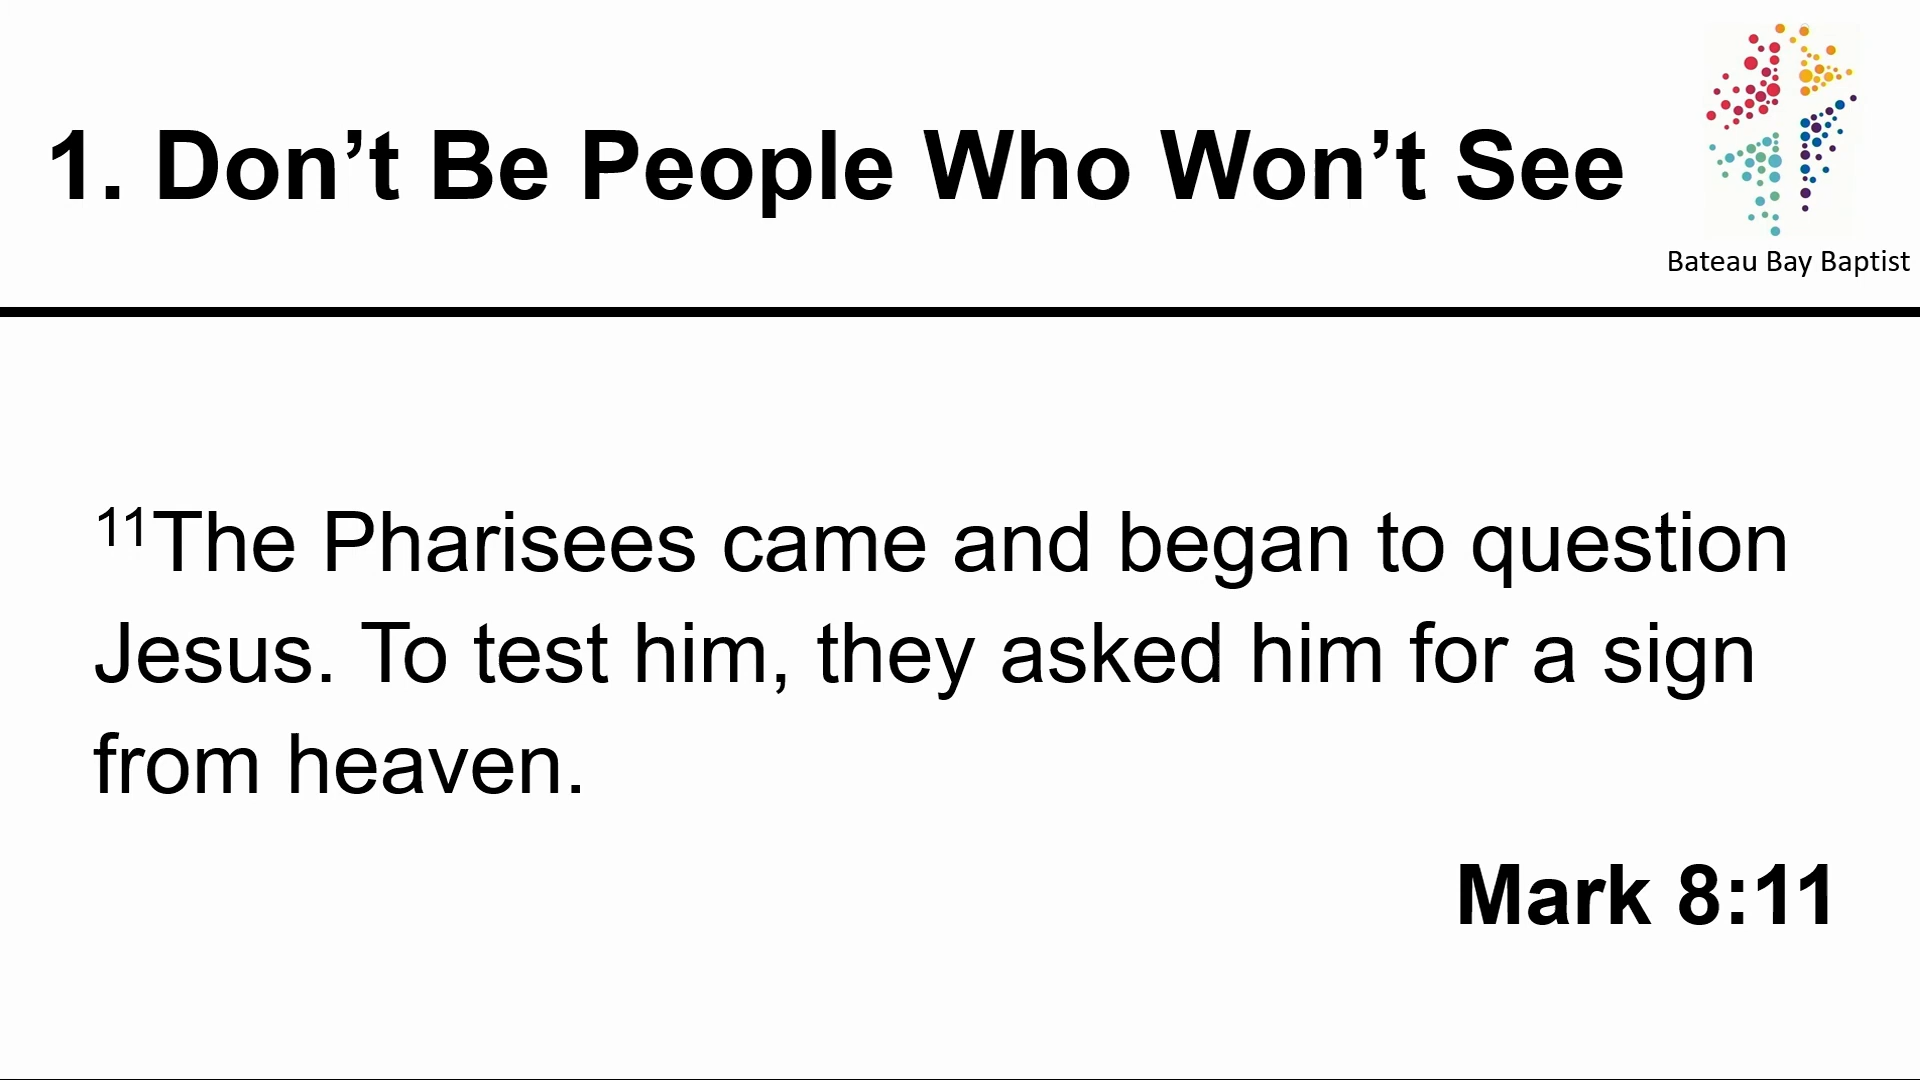 1. Don’t Be People Who Won’t See
Bateau Bay Baptist
¹¹The Pharisees came and began to question
Jesus. To test him, they asked him for a sign
from heaven.
Mark 8:11